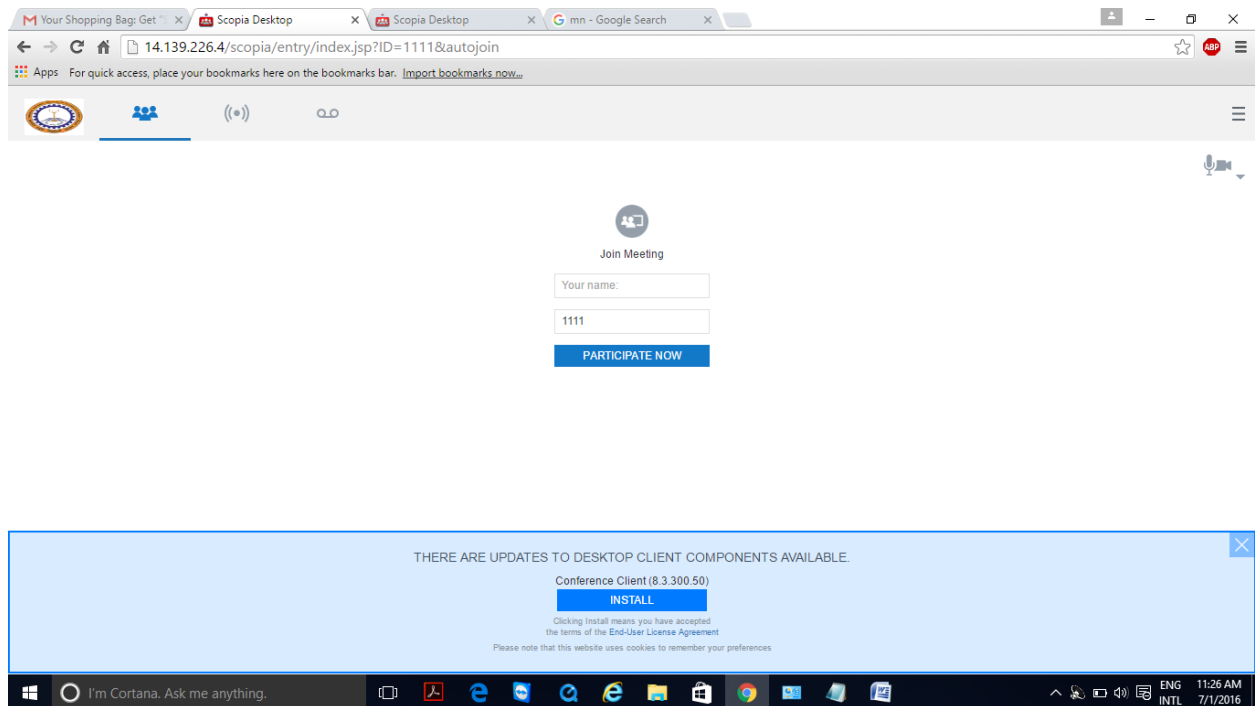 Your Shopping Bag: Get "
Scopia Desktop
Scopia Desktop
mn - Google Search
14.139.226.4/scopia/entry/index.jsp?ID=1111&autojoin
ABP
Apps For quick access, place your bookmarks here on the bookmarks bar. Import bookmarks now...
Join Meeting
Your name:
1111
PARTICIPATE NOW
THERE ARE UPDATES TO DESKTOP CLIENT COMPONENTS AVAILABLE.
Conference Client (8.3.300.50)
INSTALL
Clicking Install means you have accepted
the terms of the End-User License Agreement
Please note that this website uses cookies to remember your preferences
I'm Cortana. Ask me anything.
ENG 11:26 AM
INTL 7/1/2016